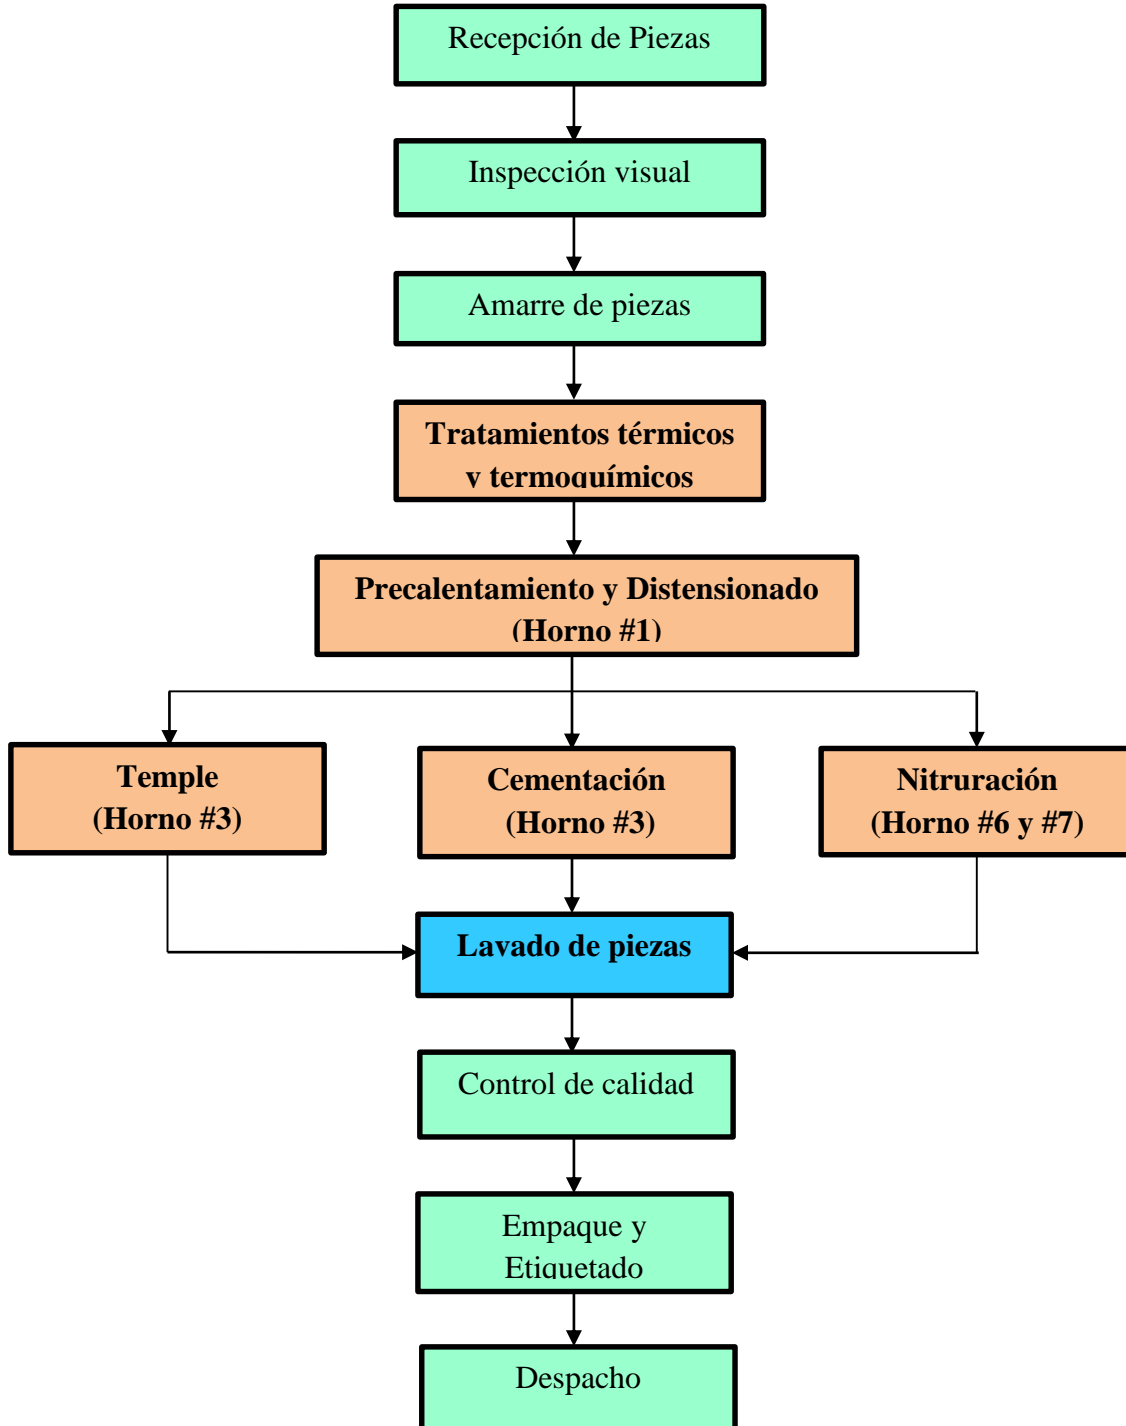 Recepción de Piezas
Inspección visual
Amarre de piezas
Tratamientos térmicos
y termoquímicos
Precalentamiento y Distensionado
(Horno #1)
Temple
(Horno #3)
Cementación
(Horno #3)
Nitruración
(Horno #6 y #7)
Lavado de piezas
Control de calidad
Empaque y
Etiquetado
Despacho